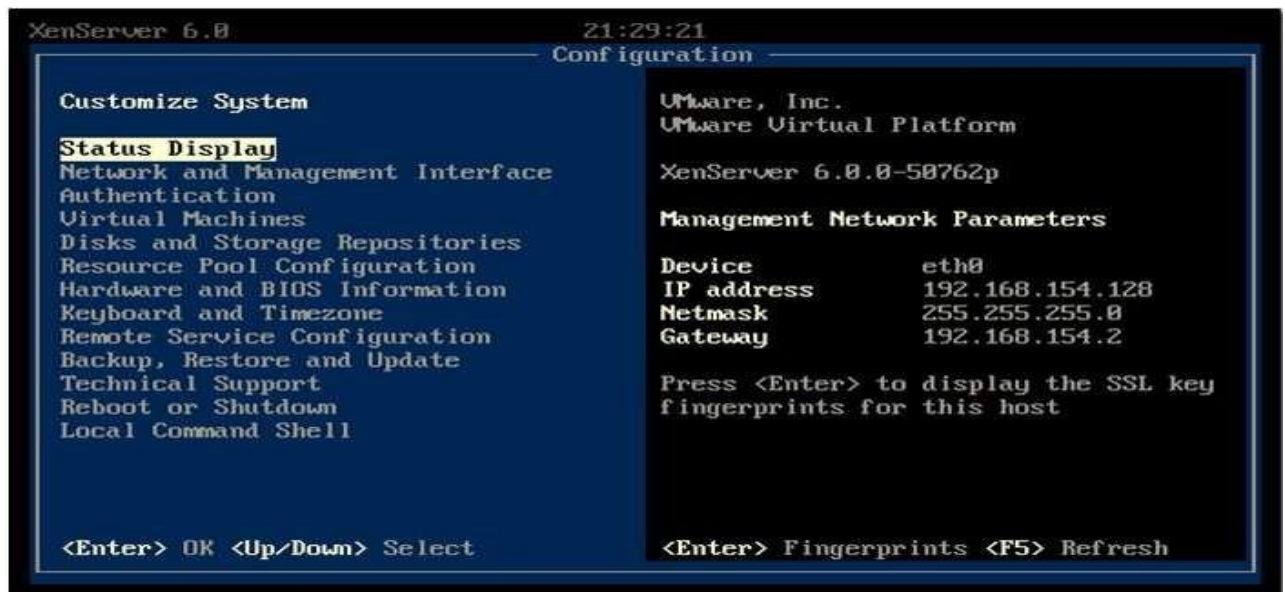 XenServer 6.0 21:29:21
Configuration
Customize System
Status Display
Network and Management Interface
Authentication
Virtual Machines
Disks and Storage Repositories
Resource Pool Configuration
Hardware and BIOS Information
Keyboard and Timezone
Remote Service Configuration
Backup, Restore and Update
Technical Support
Reboot or Shutdown
Local Command Shell
<Enter> OK <Up/Down> Select
VMware, Inc.
VMware Virtual Platform
XenServer 6.0.0-50762p
Management Network Parameters
Device eth0
IP address 192.168.154.128
Netmask 255.255.255.0
Gateway 192.168.154.2
Press <Enter> to display the SSL key
fingerprints for this host
<Enter> Fingerprints <F5> Refresh